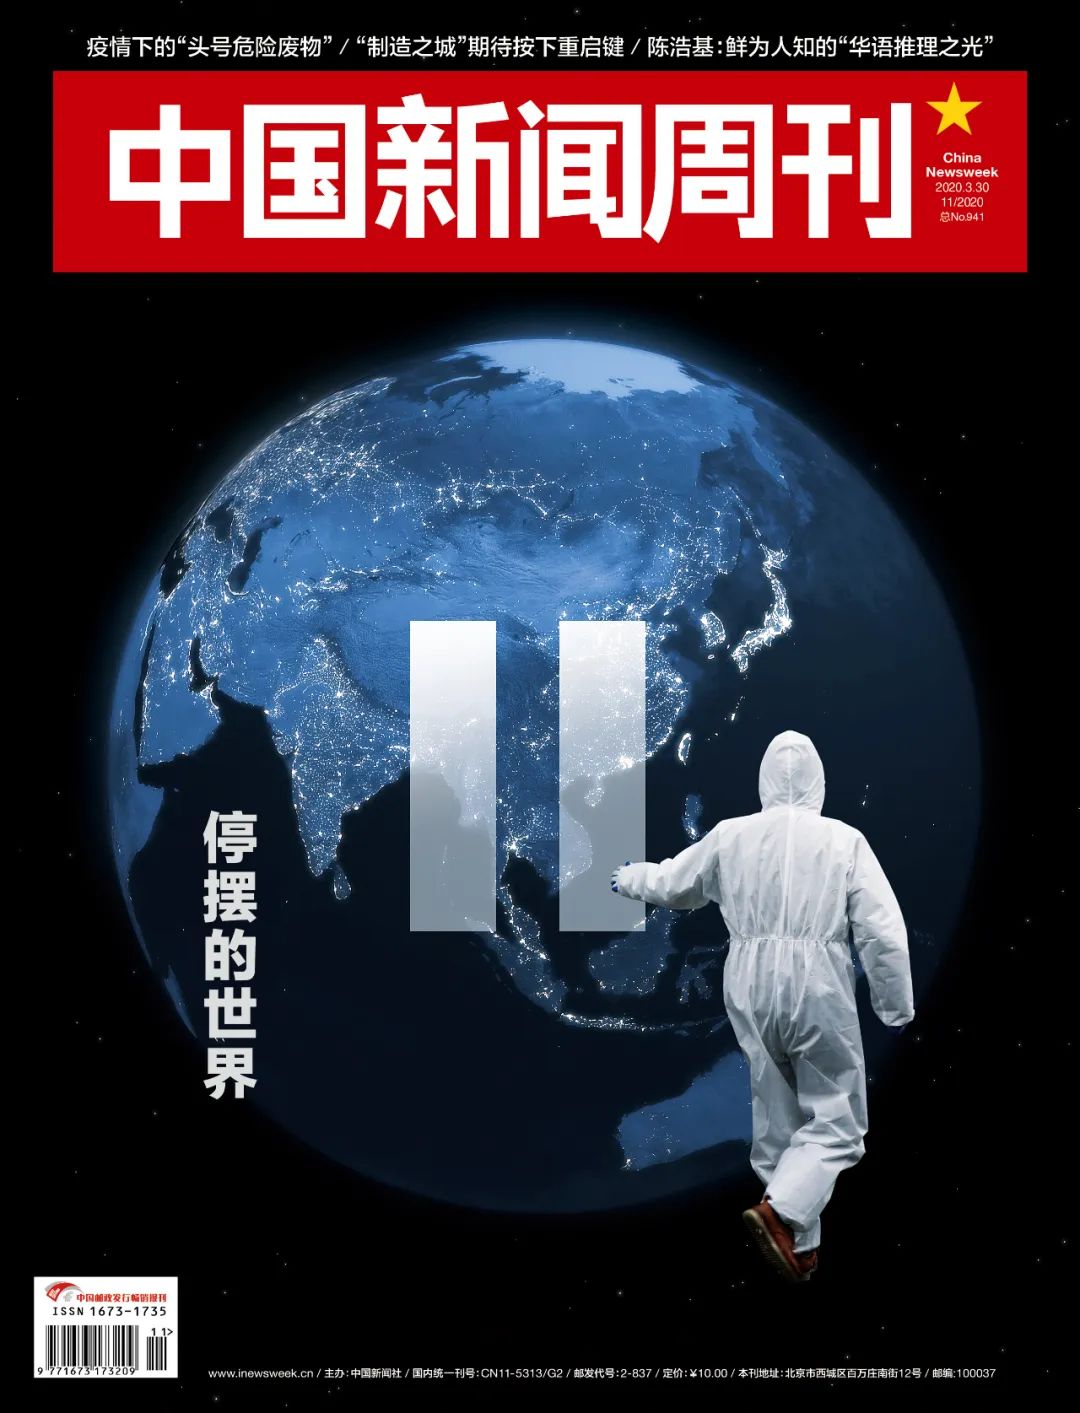 疫情下的“头号危险废物” / “制造之城”期待按下重启键 / 陈浩基:鲜为人知的“华语推理之光”
中国新闻周刊
China
Newsweek
2020.3.30
11/2020
总No.941
停摆的世界
中国邮政发行畅销报刊
ISSN 1673-1735
11>
9 771673 173209
www.inewsweek.cn / 主办:中国新闻社 / 国内统一刊号:CN11-5313/G2 / 邮发代号:2-837 / 定价:¥10.00 / 本刊地址:北京市西城区百万庄南街12号 / 邮编:100037